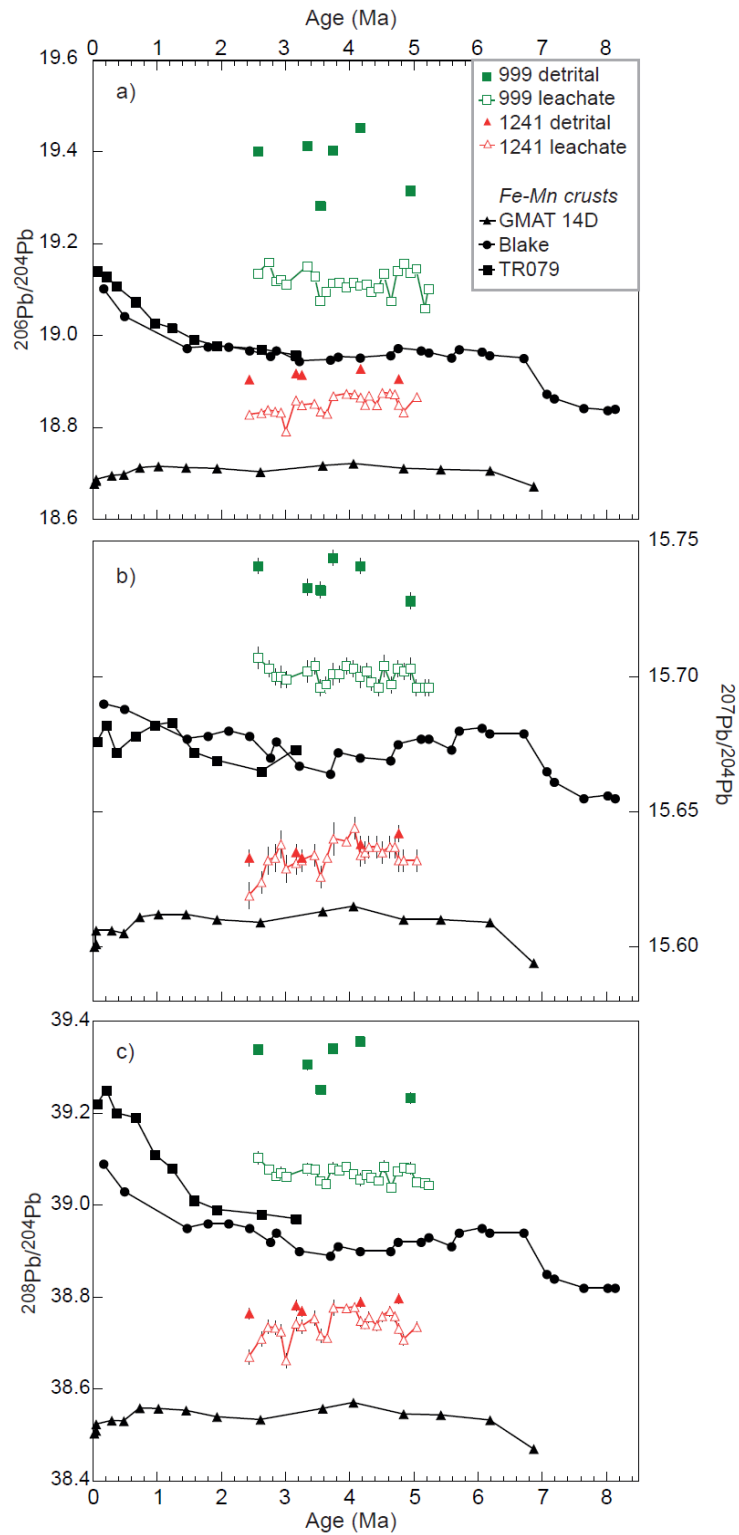 Age (Ma)
0 1 2 3 4 5 6 7 8
19.6
a)
999 detrital
999 leachate
1241 detrital
1241 leachate
Fe-Mn crusts
GMAT 14D
Blake
TR079
19.4
19.2
19.0
18.8
18.6
206Pb/204Pb
b)
15.75
15.70
15.65
15.60
207Pb/204Pb
c)
39.4
39.2
39.0
38.8
38.6
38.4
208Pb/204Pb
0 1 2 3 4 5 6 7 8
Age (Ma)